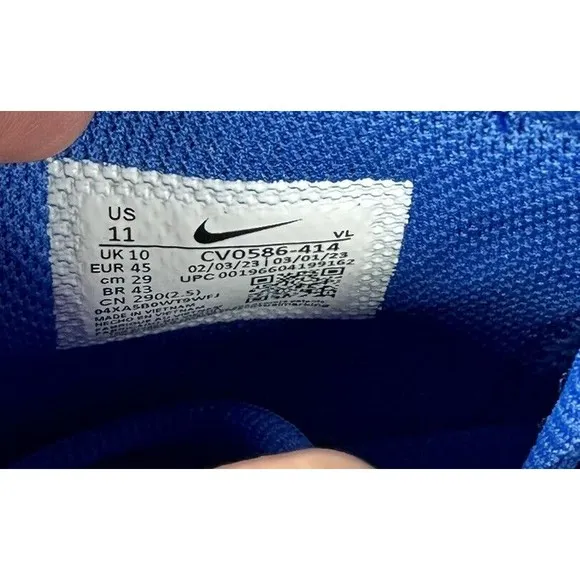 US
11
VL
UK 10
CV0586-414
EUR 45
02/03/23 | 03/01/23
cm 29
UPC 00196604199162
BR 43
CN 290(2.5)
MADE IN VIETNAM